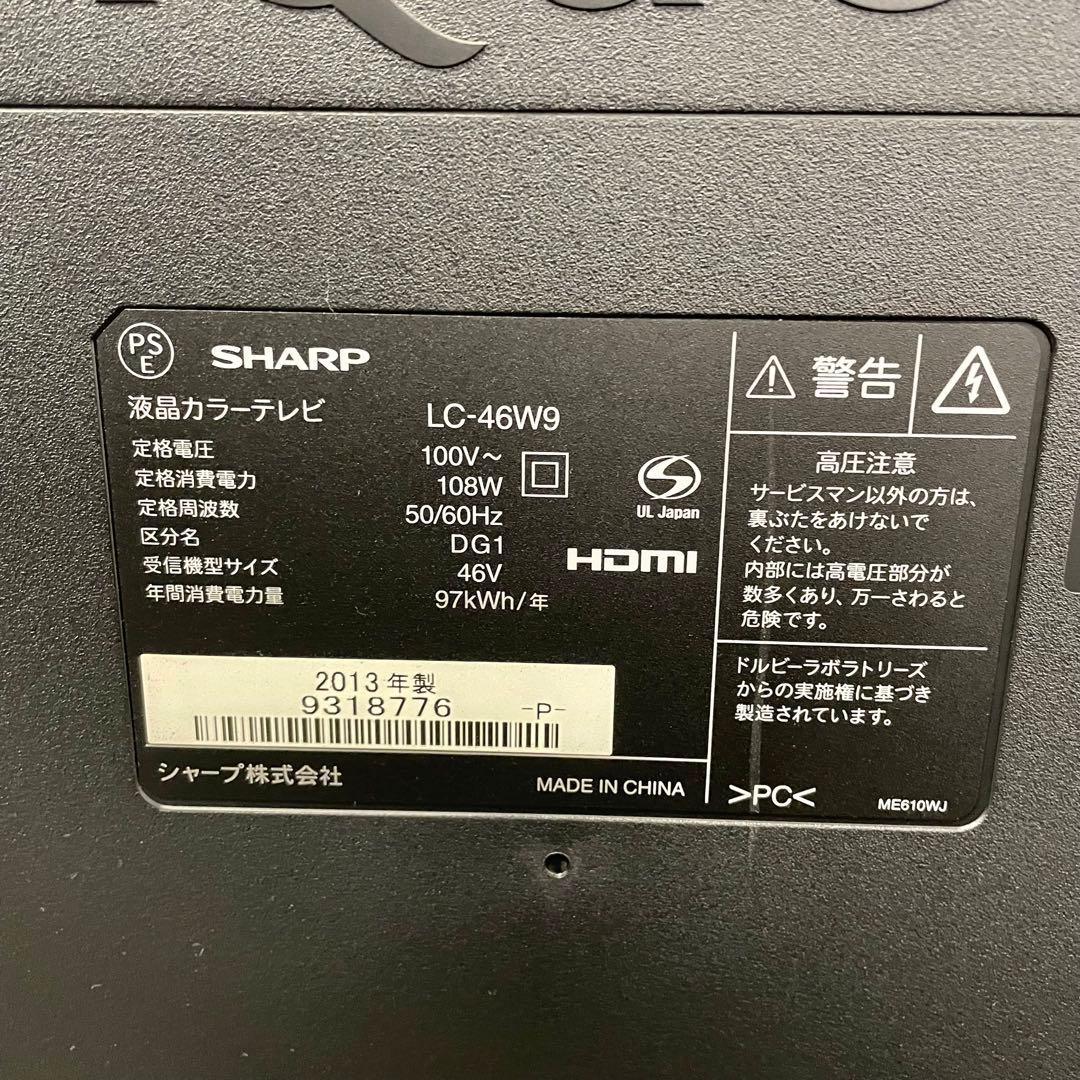 PS
E
SHARP
液晶カラーテレビ LC-46W9
定格電圧 100V～
定格消費電力 108W
定格周波数 50/60Hz
区分名 DG1
受信機型サイズ 46V
年間消費電力量 97kWh/年
UL Japan
HDMI
2013年製
9318776 -P-
シャープ株式会社
MADE IN CHINA
警告
高圧注意
サービスマン以外の方は、
裏ぶたをあけないで
ください。
内部には高電圧部分が
数多くあり、万一さわると
危険です。
ドルビーラボラトリーズ
からの実施権に基づき
製造されています。
>PC<
ME610WJ